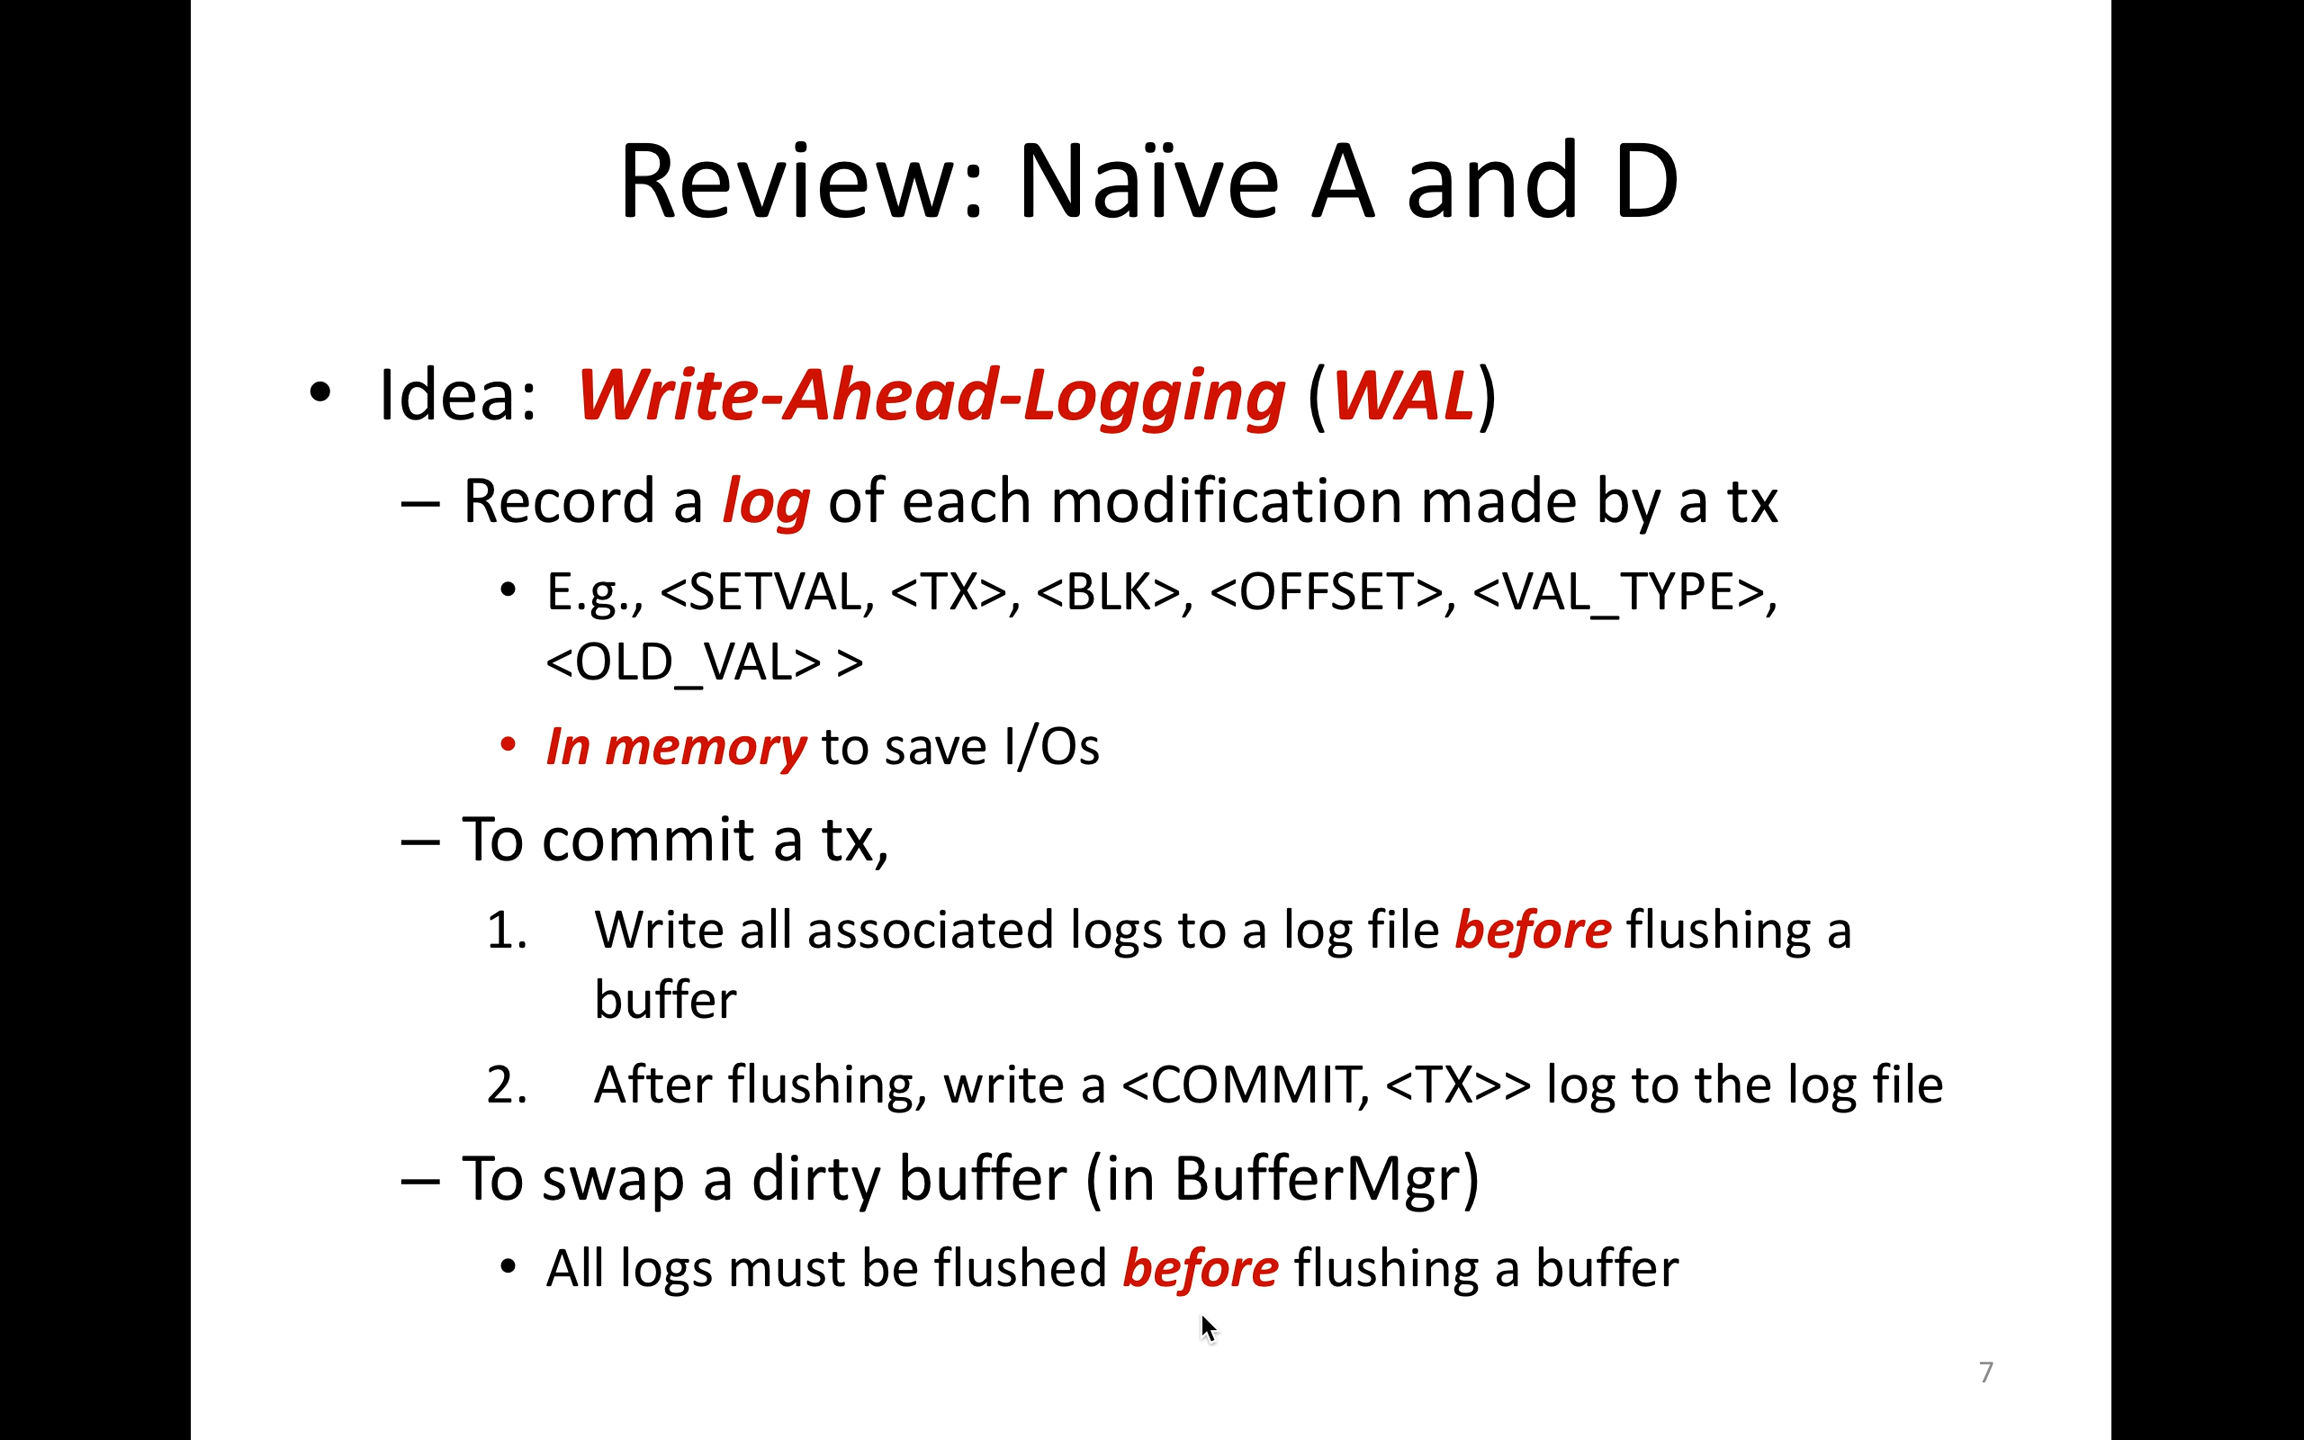 Review: Naïve A and D
• Idea: Write-Ahead-Logging (WAL)
– Record a log of each modification made by a tx
• E.g., <SETVAL, <TX>, <BLK>, <OFFSET>, <VAL_TYPE>,
<OLD_VAL> >
• In memory to save I/Os
– To commit a tx,
1. Write all associated logs to a log file before flushing a
buffer
2. After flushing, write a <COMMIT, <TX>> log to the log file
– To swap a dirty buffer (in BufferMgr)
• All logs must be flushed before flushing a buffer
7